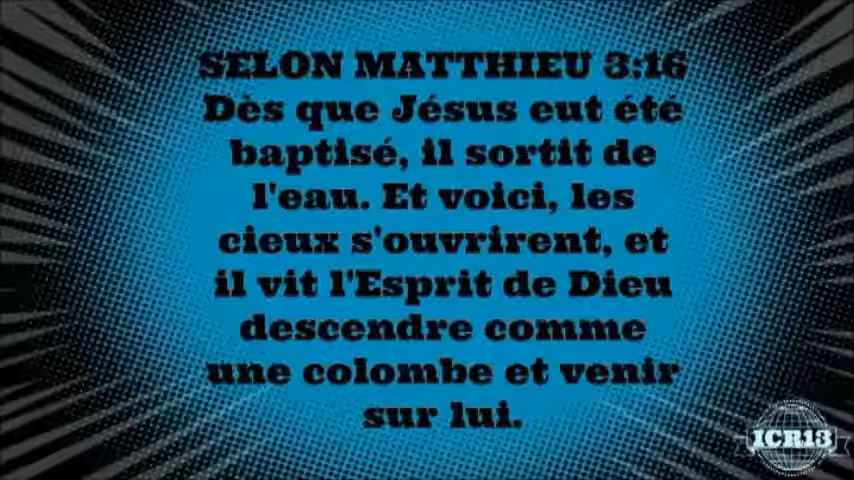 SELON MATTHIEU 3:16
Dès que Jésus eut été
baptisé, il sortit de
l'eau. Et voici, les
cieux s'ouvrirent, et
il vit l'Esprit de Dieu
descendre comme
une colombe et venir
sur lui.
ICR13